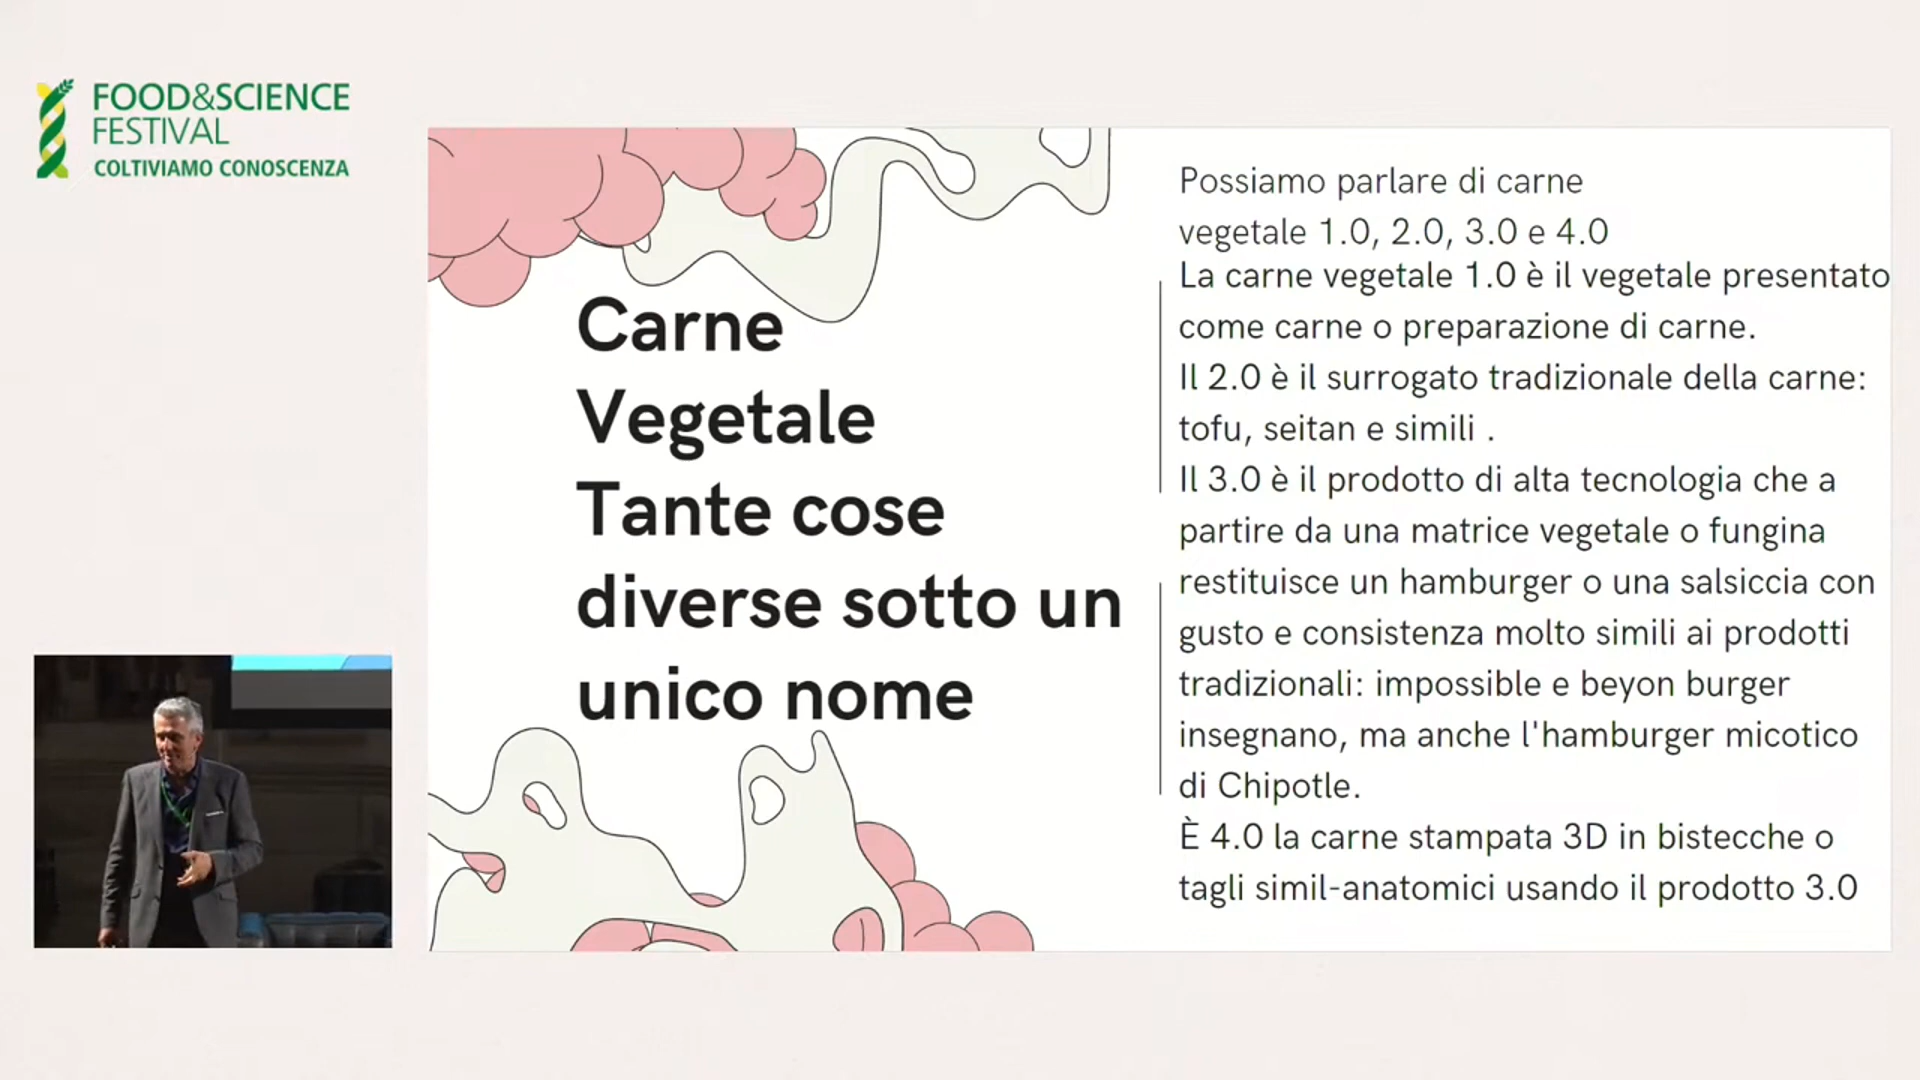 FOOD&SCIENCE
FESTIVAL
COLTIVIAMO CONOSCENZA
Carne
Vegetale
Tante cose
diverse sotto un
unico nome
Possiamo parlare di carne
vegetale 1.0, 2.0, 3.0 e 4.0
La carne vegetale 1.0 è il vegetale presentato
come carne o preparazione di carne.
Il 2.0 è il surrogato tradizionale della carne:
tofu, seitan e simili .
Il 3.0 è il prodotto di alta tecnologia che a
partire da una matrice vegetale o fungina
restituisce un hamburger o una salsiccia con
gusto e consistenza molto simili ai prodotti
tradizionali: impossible e beyon burger
insegnano, ma anche l'hamburger micotico
di Chipotle.
È 4.0 la carne stampata 3D in bistecche o
tagli simil-anatomici usando il prodotto 3.0